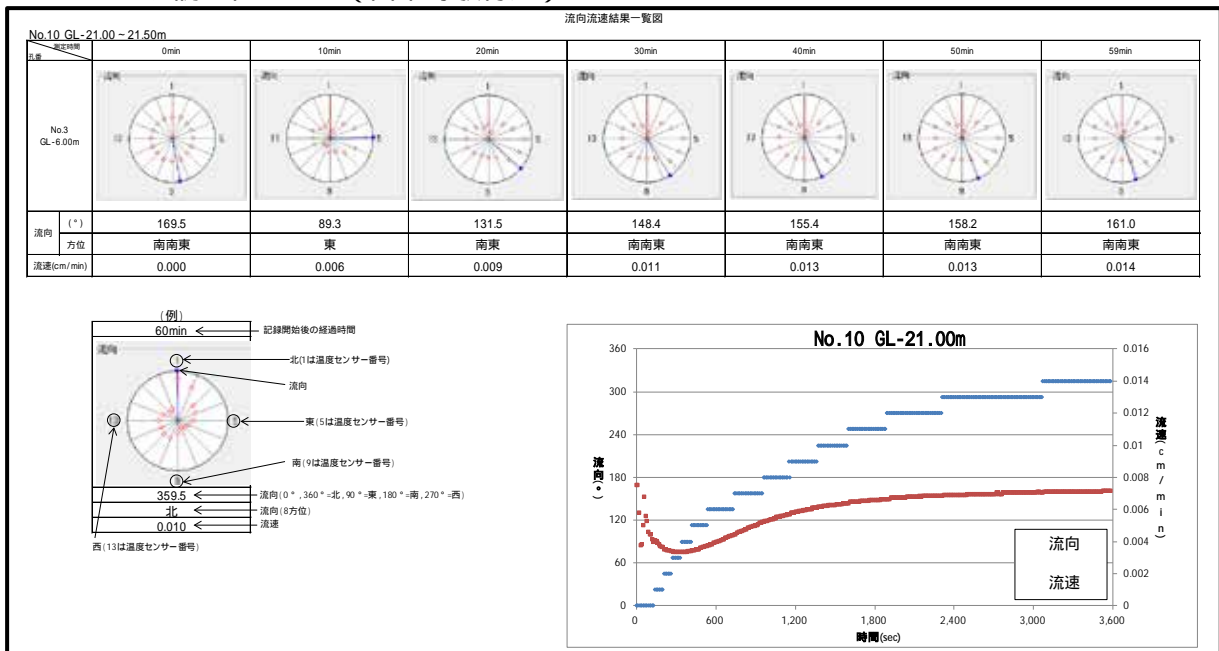 流向流速結果一覧図
No.10 GL-21.00 ~ 21.50m
測定時間
孔番
0min 10min 20min 30min 40min 50min 59min
No.3
GL-6.00m
流向 (°) 169.5 89.3 131.5 148.4 155.4 158.2 161.0
方位 南南東 東 南東 南南東 南南東 南南東 南南東
流速(cm/min) 0.000 0.006 0.009 0.011 0.013 0.013 0.014
(例)
60min 記録開始後の経過時間
流向
北(1は温度センサー番号)
流向
東(5は温度センサー番号)
南(9は温度センサー番号)
359.5 流向(0°,360°=北,90°=東,180°=南,270°=西)
北 流向(8方位)
0.010 流速
西(13は温度センサー番号)
No.10 GL-21.00m
流向(°)
360
300
240
180
120
60
0
流速(cm/min)
0.016
0.014
0.012
0.01
0.008
0.006
0.004
0.002
0
流向
流速
0 600 1,200 1,800 2,400 3,000 3,600
時間(sec)